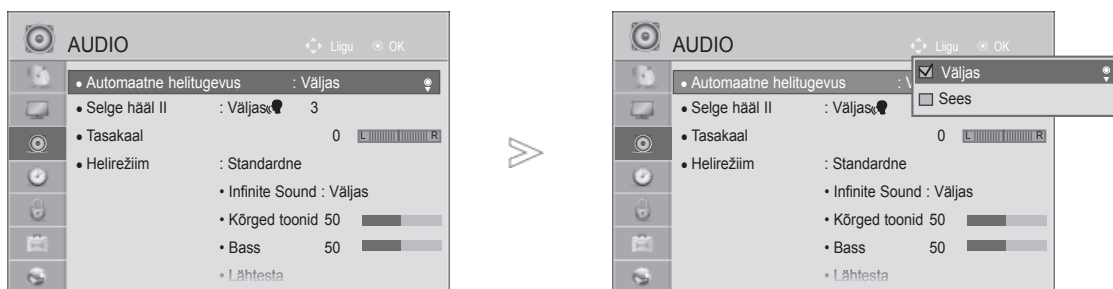 AUDIO
Liigu OK
• Automaatne helitugevus : Väljas
• Selge hääl II : Väljas 3
• Tasakaal 0 L R
• Helirežiim : Standardne
• Infinite Sound : Väljas
• Kõrged toonid 50
• Bass 50
• Lähtesta
AUDIO
Liigu OK
• Automaatne helitugevus : V
Väljas
Sees
• Selge hääl II : Väljas 3
• Tasakaal 0 L R
• Helirežiim : Standardne
• Infinite Sound : Väljas
• Kõrged toonid 50
• Bass 50
• Lähtesta